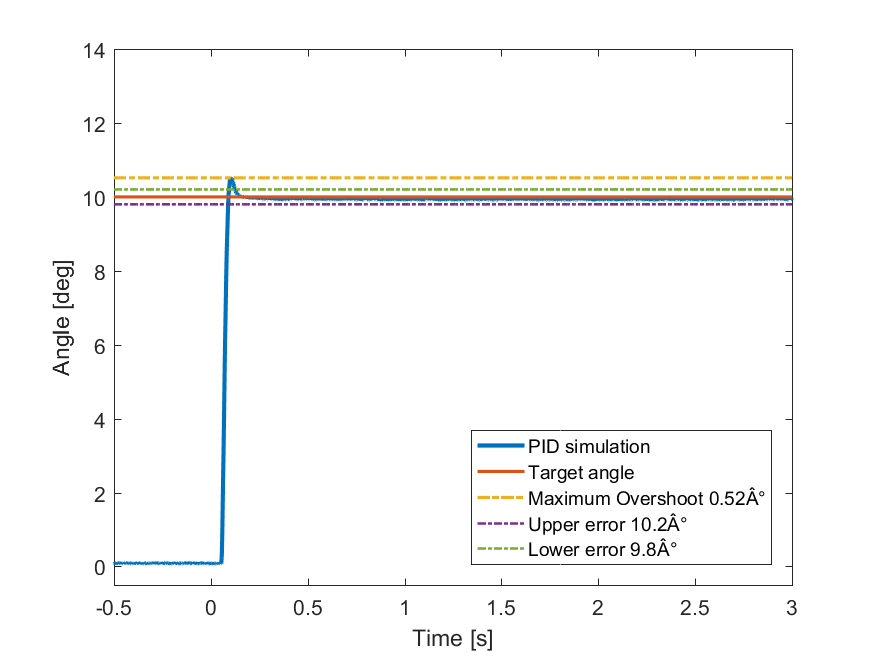 14
12
10
8
6
4
2
0
Angle [deg]
PID simulation
Target angle
Maximum Overshoot 0.52Â°
Upper error 10.2Â°
Lower error 9.8Â°
-0.5
0
0.5
1
1.5
2
2.5
3
Time [s]